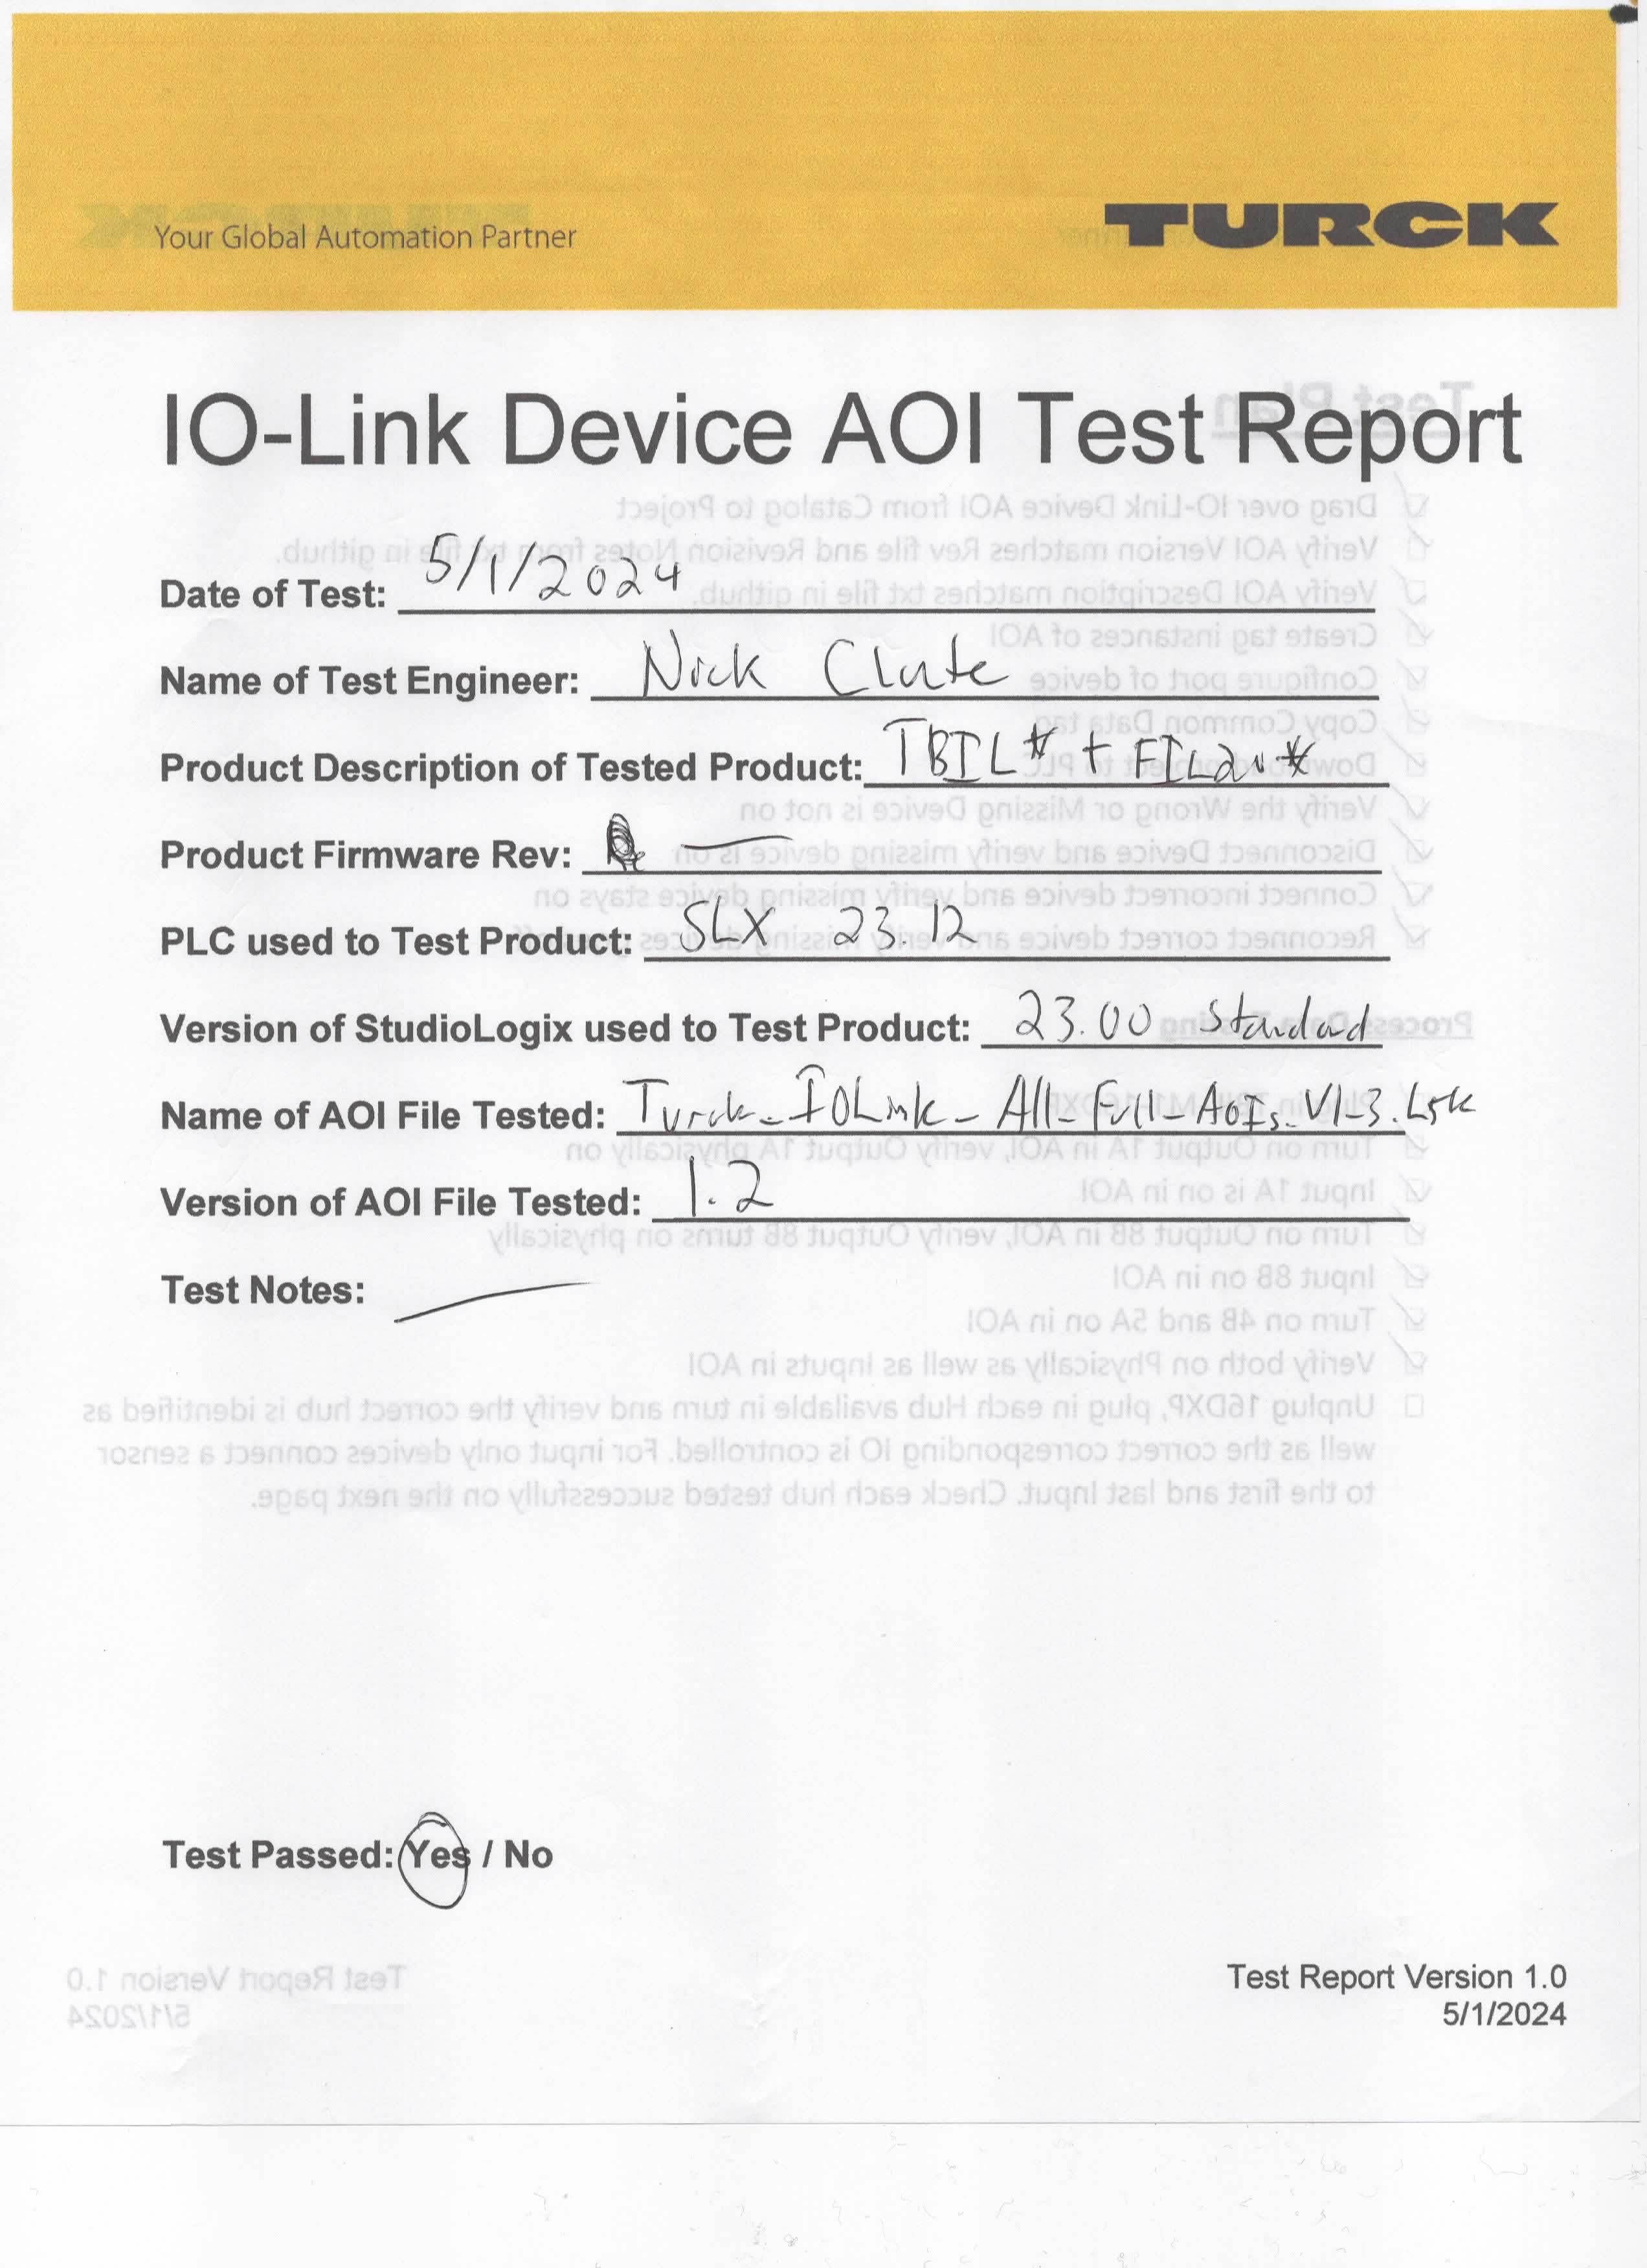 Your Global Automation Partner
TURCK
IO-Link Device AOI Test Report
Date of Test: 5/1/2024
Name of Test Engineer: Nick Clute
Product Description of Tested Product: TBIL* +
Product Firmware Rev: —
PLC used to Test Product: SLX 23.12
Version of StudioLogix used to Test Product: 23.00 Standard
Name of AOI File Tested: Turck_IOLink_All_Full_AOIs_V1-3.L5K
Version of AOI File Tested: 1.2
Test Notes: —
Test Passed: Yes / No
Test Report Version 1.0
5/1/2024